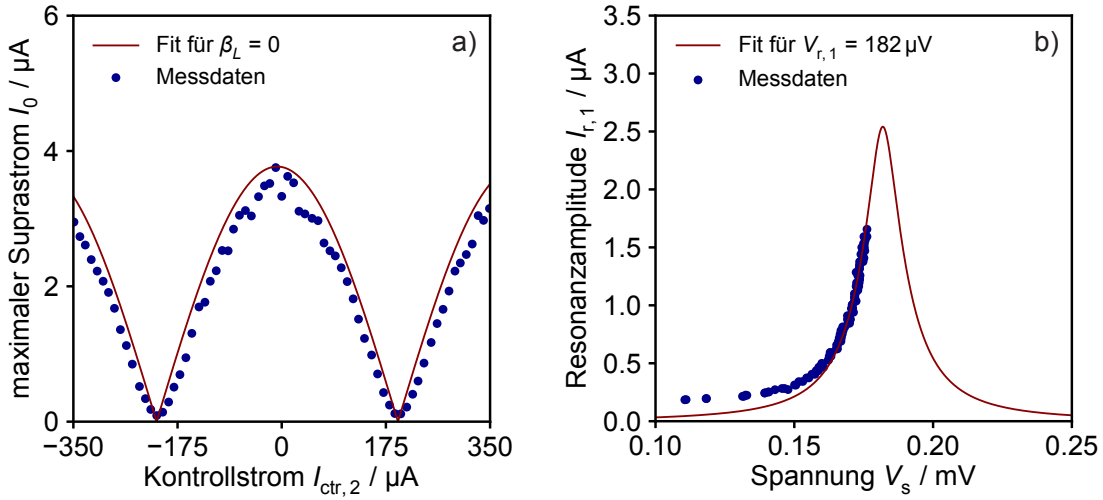 a)
Fit für β_L = 0
Messdaten
maximaler Suprastrom I_0 / µA
6
4
2
0
−350
−175
0
175
350
Kontrollstrom I_ctr, 2 / µA
b)
Fit für V_r, 1 = 182 µV
Messdaten
Resonanzamplitude I_r, 1 / µA
3.5
3.0
2.5
2.0
1.5
1.0
0.5
0.0
0.10
0.15
0.20
0.25
Spannung V_s / mV